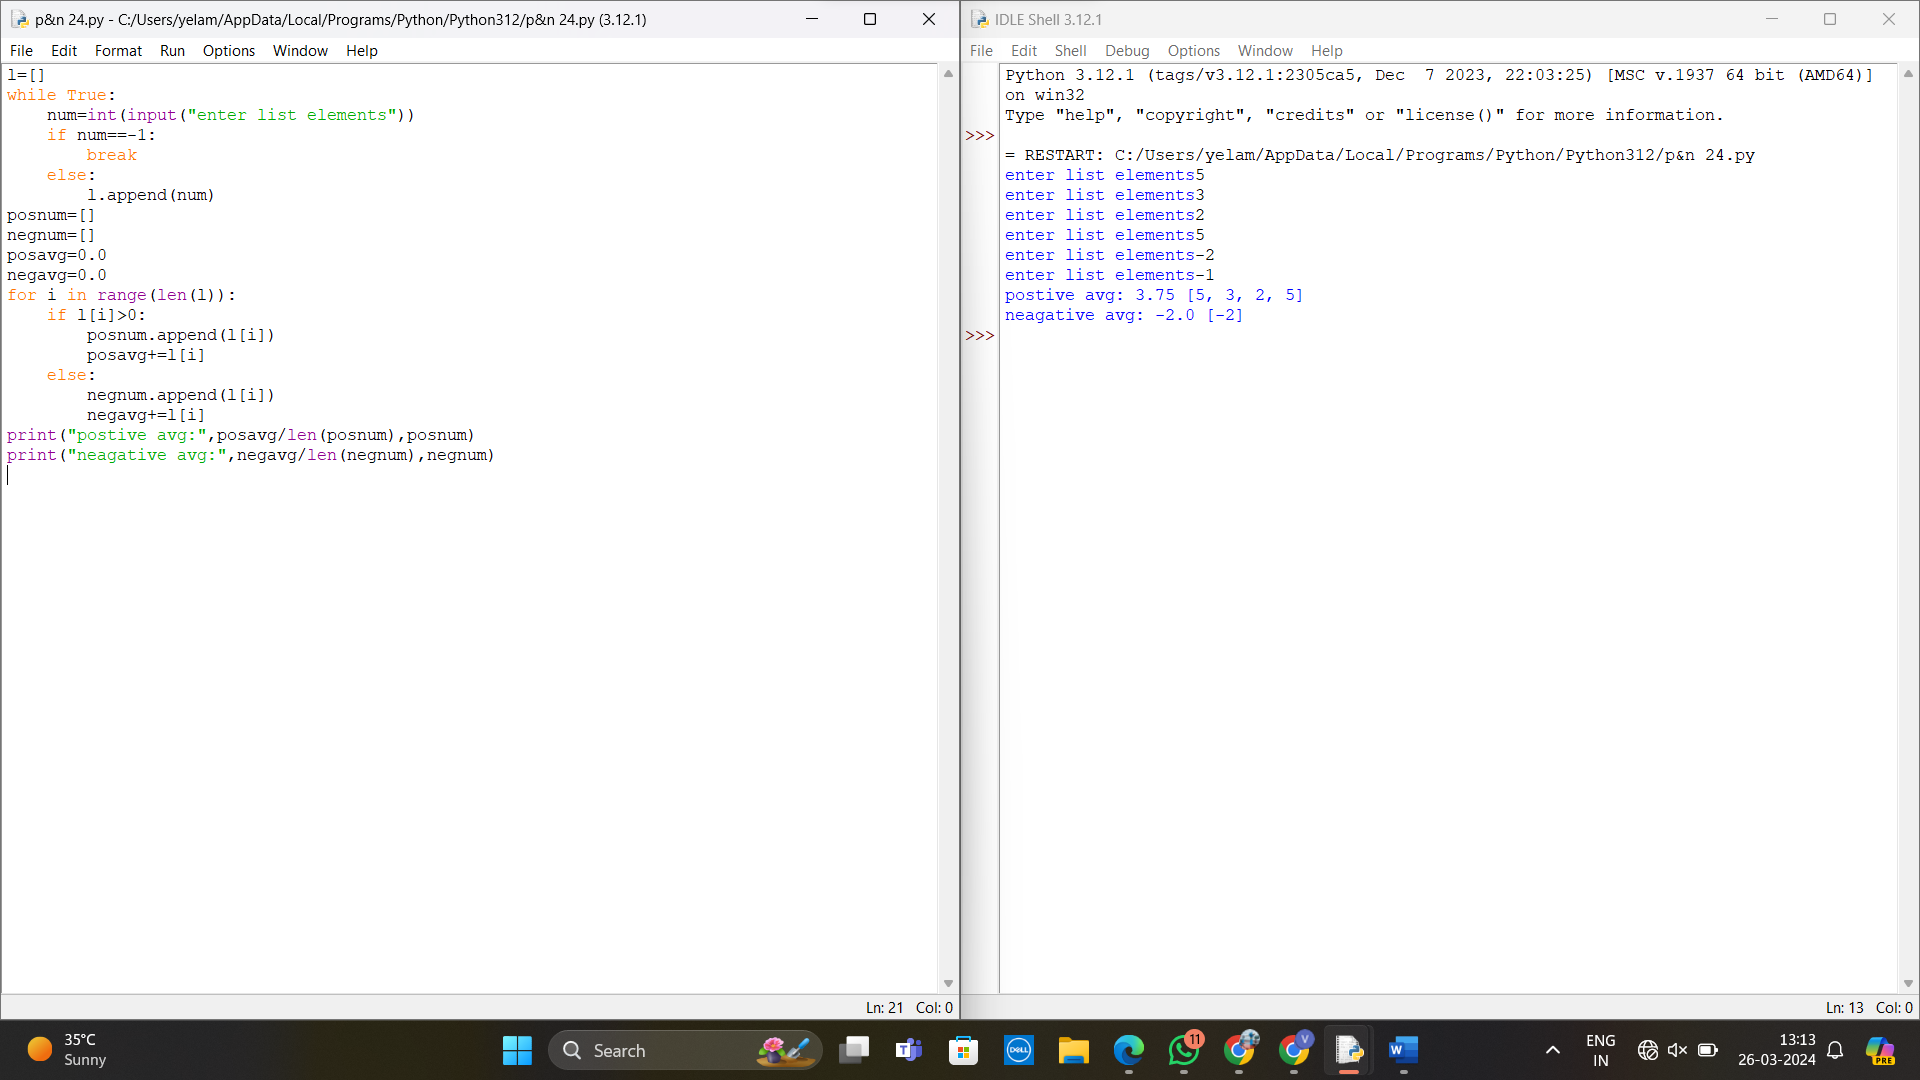 p&n 24.py - C:/Users/yelam/AppData/Local/Programs/Python/Python312/p&n 24.py (3.12.1)
File Edit Format Run Options Window Help
l=[]
while True:
    num=int(input("enter list elements"))
    if num==-1:
        break
    else:
        l.append(num)
posnum=[]
negnum=[]
posavg=0.0
negavg=0.0
for i in range(len(l)):
    if l[i]>0:
        posnum.append(l[i])
        posavg+=l[i]
    else:
        negnum.append(l[i])
        negavg+=l[i]
print("postive avg:",posavg/len(posnum),posnum)
print("neagative avg:",negavg/len(negnum),negnum)
Ln: 21 Col: 0
IDLE Shell 3.12.1
File Edit Shell Debug Options Window Help
Python 3.12.1 (tags/v3.12.1:2305ca5, Dec  7 2023, 22:03:25) [MSC v.1937 64 bit (AMD64)]
on win32
Type "help", "copyright", "credits" or "license()" for more information.
>>>
= RESTART: C:/Users/yelam/AppData/Local/Programs/Python/Python312/p&n 24.py
enter list elements5
enter list elements3
enter list elements2
enter list elements5
enter list elements-2
enter list elements-1
postive avg: 3.75 [5, 3, 2, 5]
neagative avg: -2.0 [-2]
>>>
Ln: 13 Col: 0
35°C
Sunny
Search
DELL
11
V
W
ENG
IN
13:13
26-03-2024
PRE